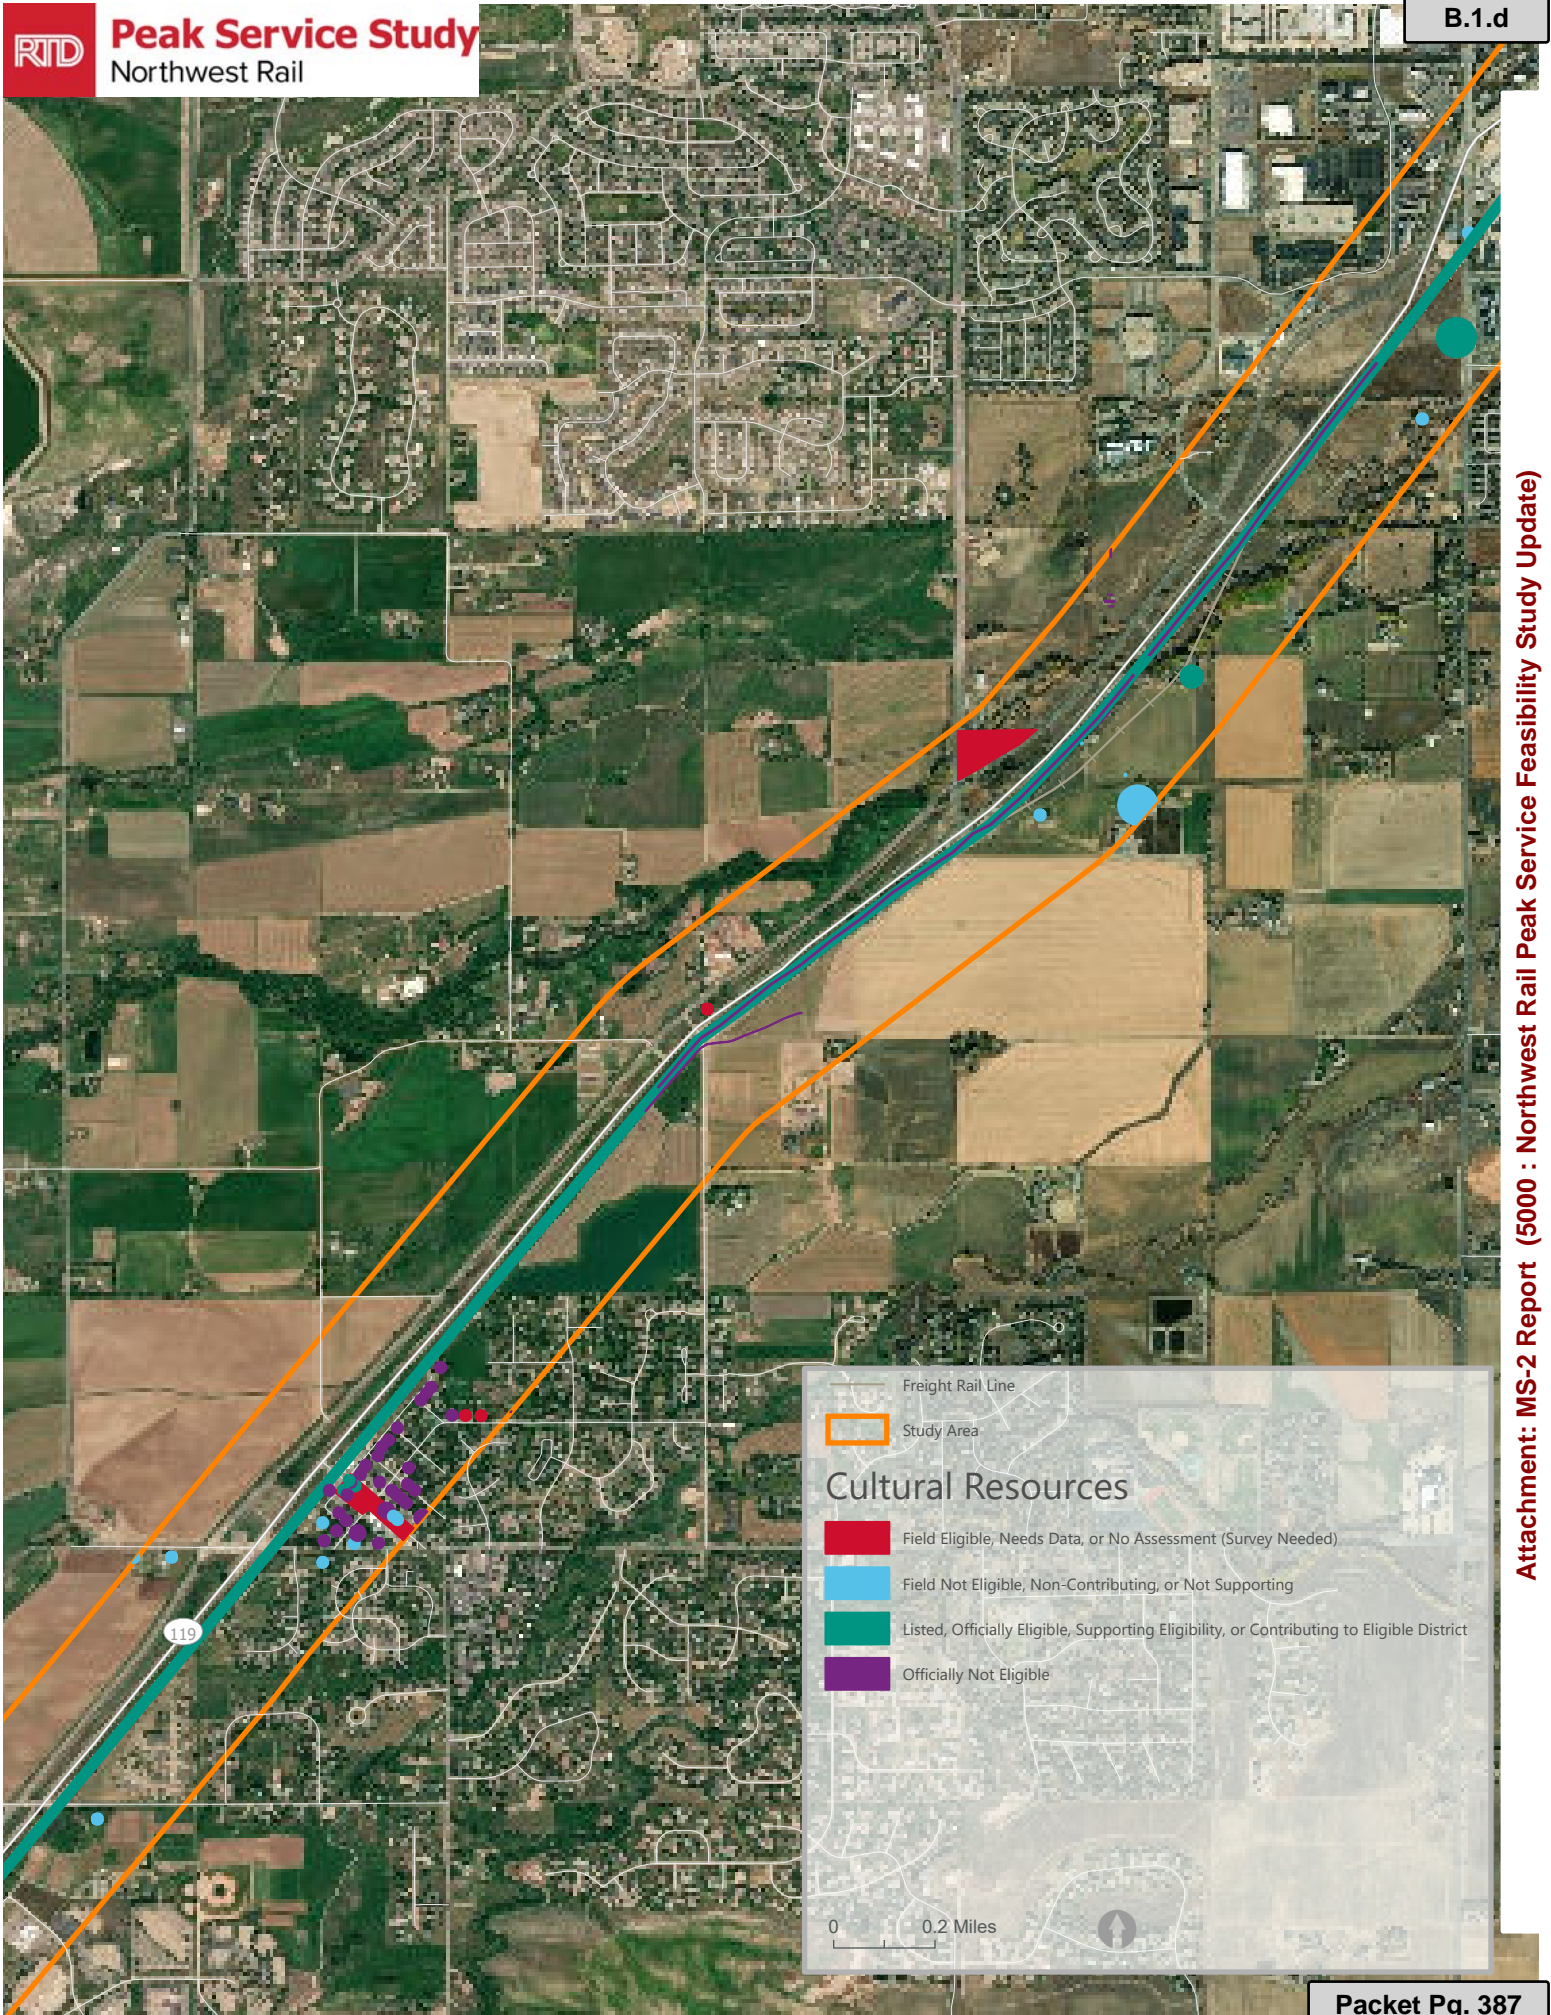 B.1.d
RTD
Peak Service Study
Northwest Rail
119
Freight Rail Line
Study Area
Cultural Resources
Field Eligible, Needs Data, or No Assessment (Survey Needed)
Field Not Eligible, Non-Contributing, or Not Supporting
Listed, Officially Eligible, Supporting Eligibility, or Contributing to Eligible District
Officially Not Eligible
0 0.2 Miles
Attachment: MS-2 Report (5000 : Northwest Rail Peak Service Feasibility Study Update)
Packet Pg. 387